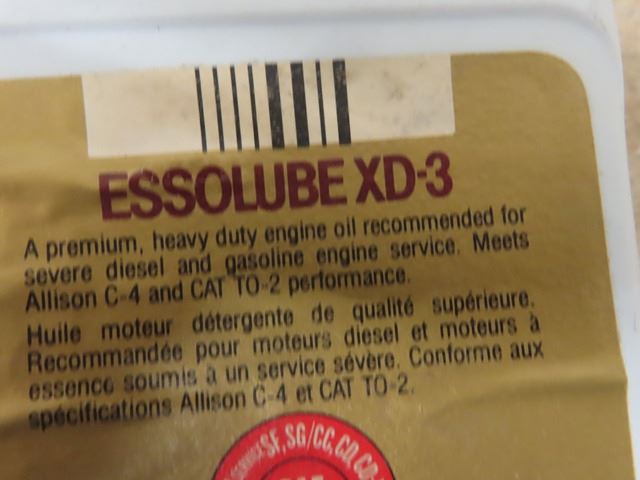 ESSOLUBE XD-3
A premium, heavy duty engine oil recommended for
severe diesel and gasoline engine service. Meets
Allison C-4 and CAT TO-2 performance.
Huile moteur détergente de qualité supérieure.
Recommandée pour moteurs diesel et moteurs à
essence soumis à un service sévère. Conforme aux
spécifications Allison C-4 et CAT TO-2.
SERVICE SF, SG/CC, CD, CD-